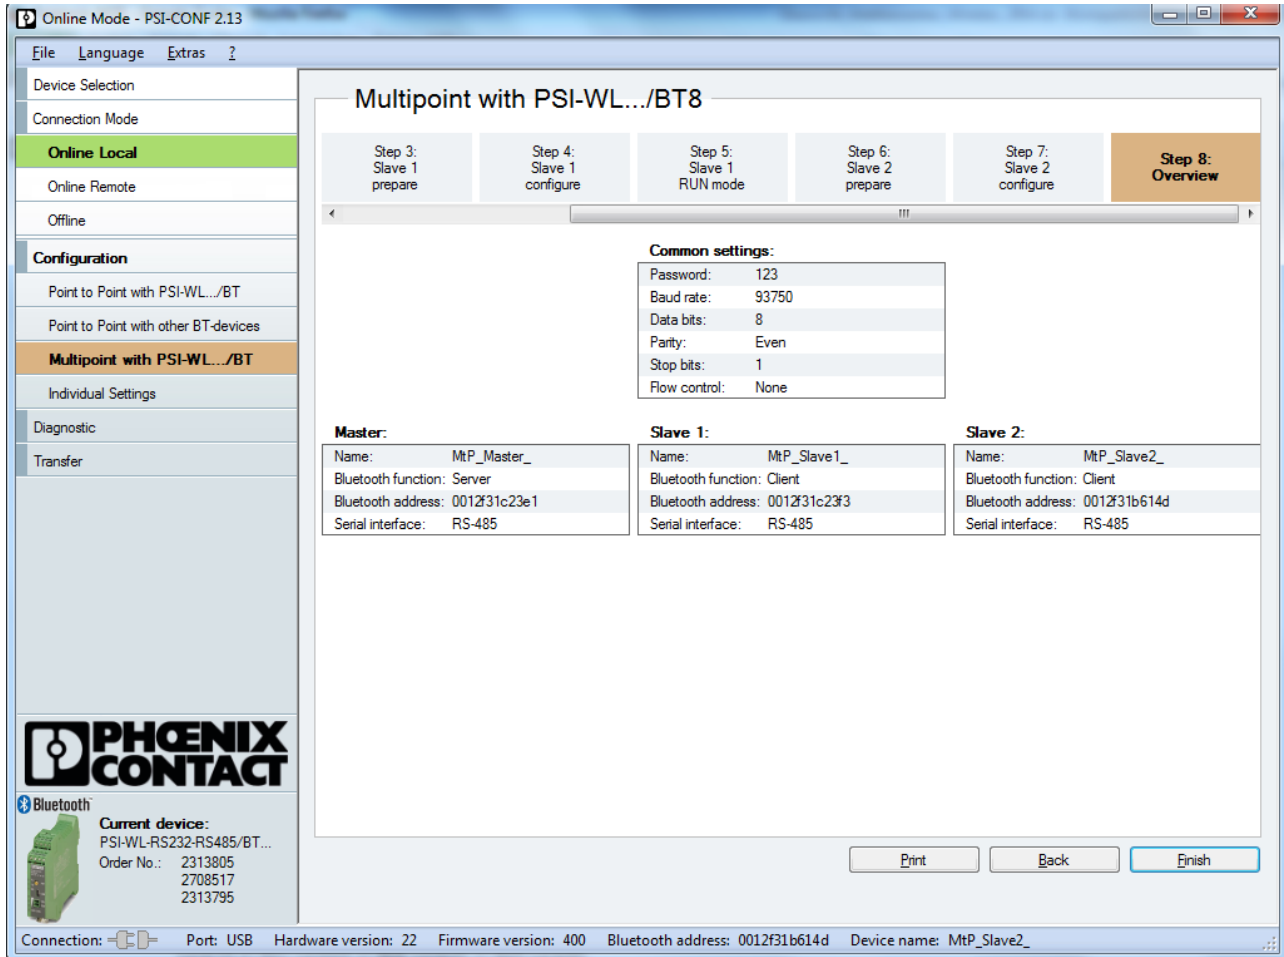 Online Mode - PSI-CONF 2.13
File Language Extras ?
Device Selection
Connection Mode
Online Local
Online Remote
Offline
Configuration
Point to Point with PSI-WL.../BT
Point to Point with other BT-devices
Multipoint with PSI-WL.../BT
Individual Settings
Diagnostic
Transfer
PHŒNIX
CONTACT
Bluetooth
Current device:
PSI-WL-RS232-RS485/BT...
Order No.: 2313805
2708517
2313795
Multipoint with PSI-WL.../BT8
Step 3:
Slave 1
prepare
Step 4:
Slave 1
configure
Step 5:
Slave 1
RUN mode
Step 6:
Slave 2
prepare
Step 7:
Slave 2
configure
Step 8:
Overview
Common settings:
Password: 123
Baud rate: 93750
Data bits: 8
Parity: Even
Stop bits: 1
Flow control: None
Master:
Name: MtP_Master_
Bluetooth function: Server
Bluetooth address: 0012f31c23e1
Serial interface: RS-485
Slave 1:
Name: MtP_Slave1_
Bluetooth function: Client
Bluetooth address: 0012f31c23f3
Serial interface: RS-485
Slave 2:
Name: MtP_Slave2_
Bluetooth function: Client
Bluetooth address: 0012f31b614d
Serial interface: RS-485
Print Back Finish
Connection: Port: USB Hardware version: 22 Firmware version: 400 Bluetooth address: 0012f31b614d Device name: MtP_Slave2_